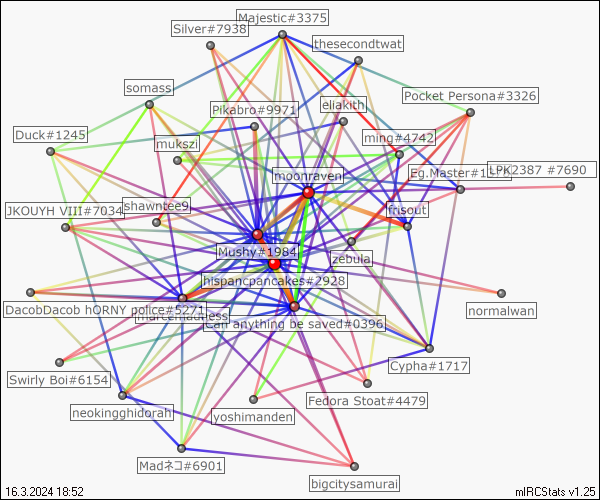 Majestic#3375
Silver#7938
thesecondtwat
somass
Pikabro#9971
eliakith
Pocket Persona#3326
Duck#1245
mukszi
ming#4742
moonraven
Eg.Master#1
LPK2387 #7690
JKOUYH VIII#7034
shawntee9
frisout
Mushy#1984
zebula
hispancpancakes#2928
DacobDacob hORNY police#5271
normalwan
Can anything be saved#0396
Cypha#1717
Swirly Boi#6154
Fedora Stoat#4479
neokingghidorah
yoshimanden
Madネコ#6901
bigcitysamurai
16.3.2024 18:52
mIRCStats v1.25